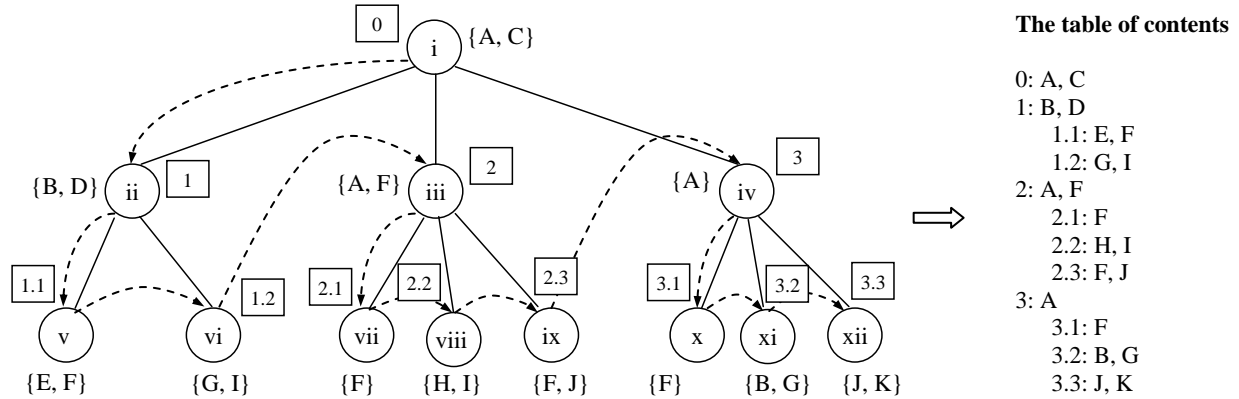 0
i
{A, C}
{B, D}
ii
1
{A, F}
iii
2
{A}
iv
3
1.1
v
{E, F}
1.2
vi
{G, I}
2.1
vii
{F}
2.2
viii
{H, I}
2.3
ix
{F, J}
3.1
x
{F}
3.2
xi
{B, G}
3.3
xii
{J, K}
The table of contents
0: A, C
1: B, D
1.1: E, F
1.2: G, I
2: A, F
2.1: F
2.2: H, I
2.3: F, J
3: A
3.1: F
3.2: B, G
3.3: J, K